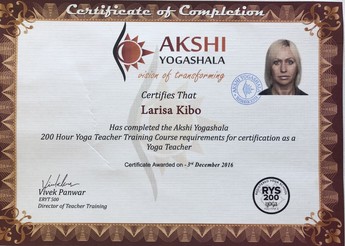 Certificate of Completion
AKSHI
YOGASHALA
vision of transforming
Certifies That
Larisa Kibo
Has completed the Akshi Yogashala
200 Hour Yoga Teacher Training Course requirements for certification as a
Yoga Teacher
Certificate Awarded on - 3rd December 2016
Vivek Panwar
ERYT 500
Director of Teacher Training
RYS
200
yoga